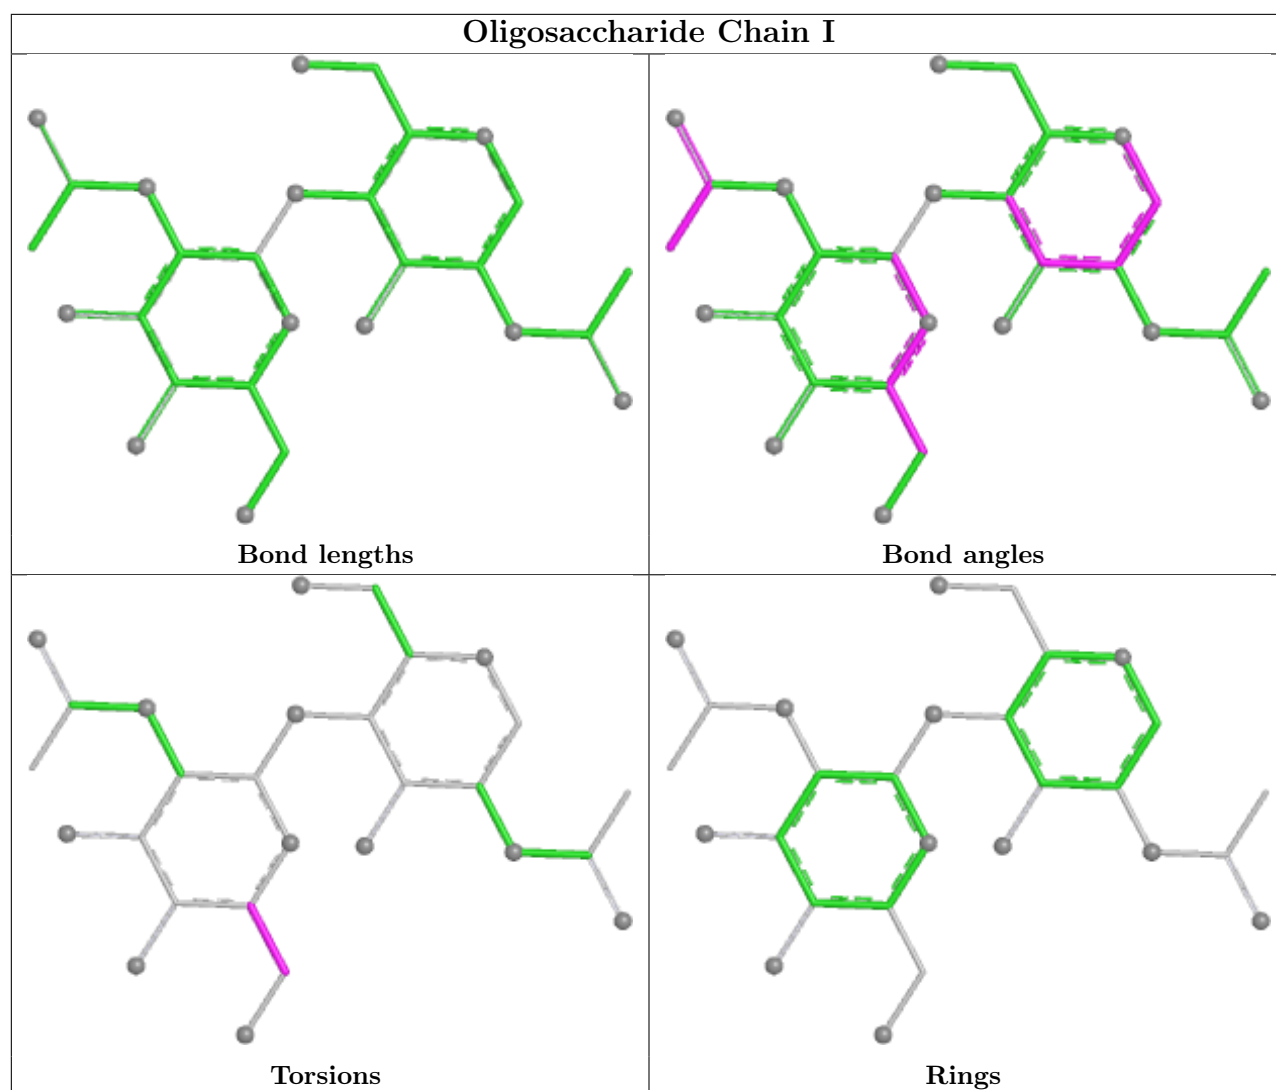 Oligosaccharide Chain I
Bond lengths
Bond angles
Torsions
Rings